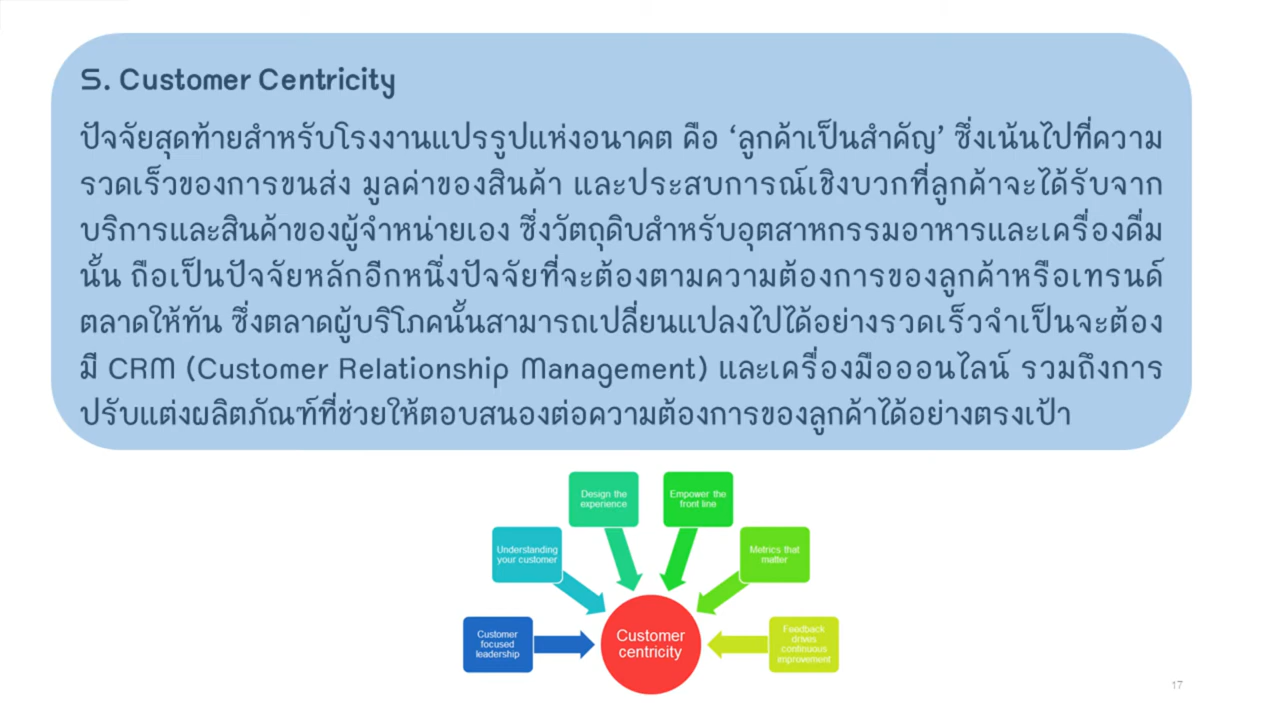 5. Customer Centricity
ปัจจัยสุดท้ายสำหรับโรงงานแปรรูปแห่งอนาคต คือ ‘ลูกค้าเป็นสำคัญ’ ซึ่งเน้นไปที่ความ
รวดเร็วของการขนส่ง มูลค่าของสินค้า และประสบการณ์เชิงบวกที่ลูกค้าจะได้รับจาก
บริการและสินค้าของผู้จำหน่ายเอง ซึ่งวัตถุดิบสำหรับอุตสาหกรรมอาหารและเครื่องดื่ม
นั้น ถือเป็นปัจจัยหลักอีกหนึ่งปัจจัยที่จะต้องตามความต้องการของลูกค้าหรือเทรนด์
ตลาดให้ทัน ซึ่งตลาดผู้บริโภคนั้นสามารถเปลี่ยนแปลงไปได้อย่างรวดเร็วจำเป็นจะต้อง
มี CRM (Customer Relationship Management) และเครื่องมือออนไลน์ รวมถึงการ
ปรับแต่งผลิตภัณฑ์ที่ช่วยให้ตอบสนองต่อความต้องการของลูกค้าได้อย่างตรงเป้า
Customer
focused
leadership
Understanding
your customer
Design the
experience
Empower the
front line
Metrics that
matter
Feedback
drives
continuous
improvement
Customer
centricity
17